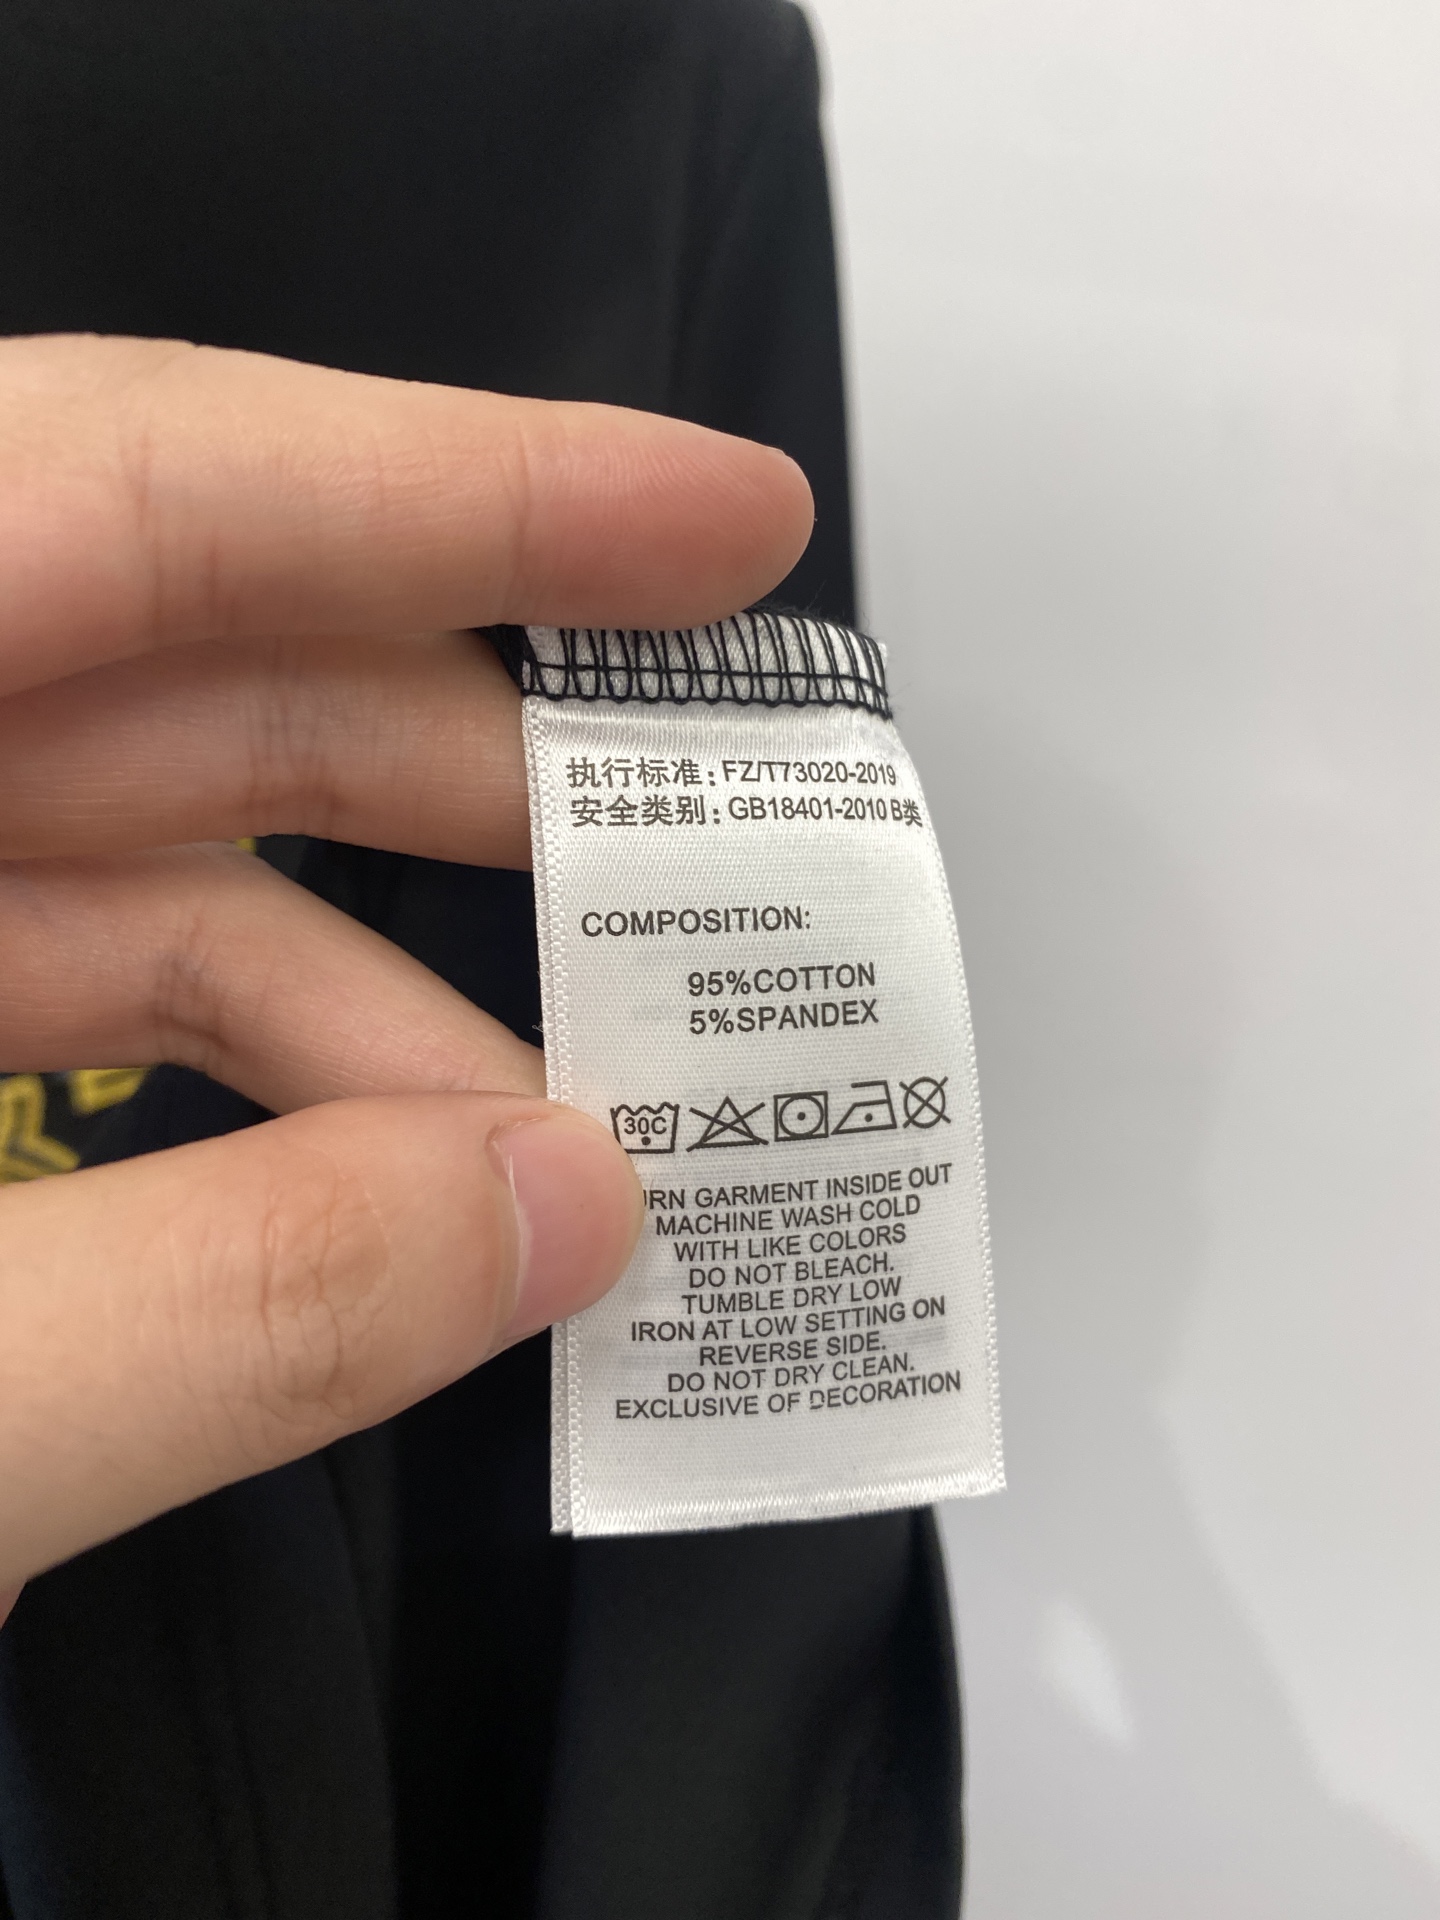 执行标准: FZ/T73020-2019
安全类别: GB18401-2010 B类
COMPOSITION:
95%COTTON
5%SPANDEX
30C
GARMENT INSIDE OUT
MACHINE WASH COLD
WITH LIKE COLORS
DO NOT BLEACH.
TUMBLE DRY LOW
IRON AT LOW SETTING ON
REVERSE SIDE.
DO NOT DRY CLEAN.
EXCLUSIVE OF DECORATION